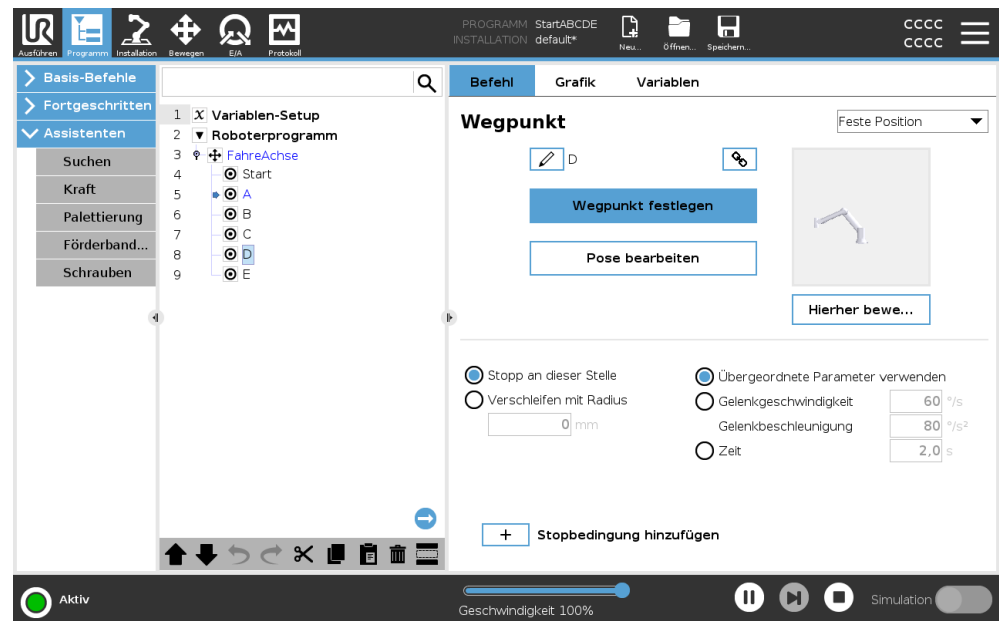 PROGRAMM StartABCDE
INSTALLATION default*
CCCC
CCCC
UR
Ausführen Programm Installation Bewegen E/A Protokoll Neu... Öffnen... Speichern...
Basis-Befehle
Fortgeschritten
Assistenten
Suchen
Kraft
Palettierung
Förderband...
Schrauben
1 X Variablen-Setup
2 Roboterprogramm
3 FahreAchse
4 Start
5 A
6 B
7 C
8 D
9 E
Befehl Grafik Variablen
Wegpunkt
Feste Position
D
Wegpunkt festlegen
Pose bearbeiten
Hierher bewe...
Stopp an dieser Stelle
Verschleifen mit Radius
0 mm
Übergeordnete Parameter verwenden
Gelenkgeschwindigkeit 60 °/s
Gelenkbeschleunigung 80 °/s²
Zeit 2,0 s
+ Stopbedingung hinzufügen
Aktiv
Geschwindigkeit 100%
Simulation